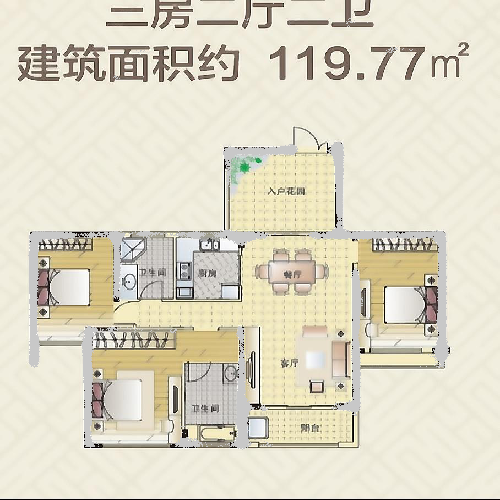 三房二厅二卫
建筑面积约 119.77㎡
入户花园
卫生间
厨房
餐厅
客厅
卫生间
阳台